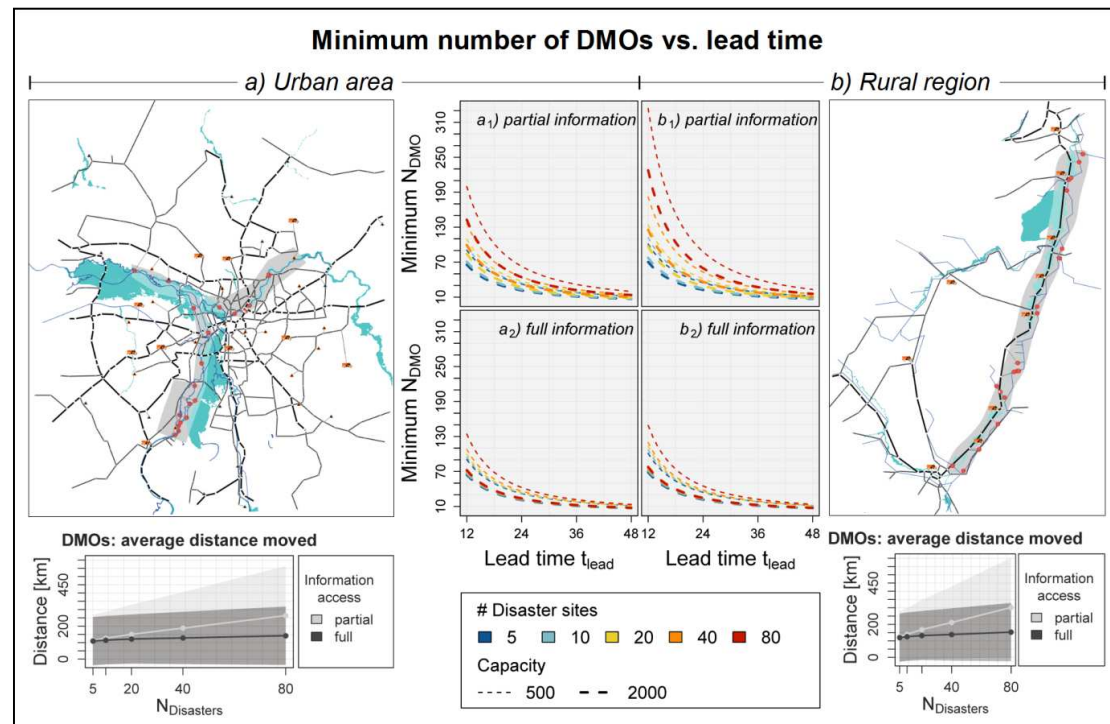 Minimum number of DMOs vs. lead time
a) Urban area
b) Rural region
a1) partial information
b1) partial information
Minimum NDMO
310
250
190
130
70
10
a2) full information
b2) full information
Minimum NDMO
310
250
190
130
70
10
12 24 36 48
12 24 36 48
Lead time tlead
Lead time tlead
DMOs: average distance moved
Distance [km]
450
200
0
5 20 40 80
NDisasters
Information
access
partial
full
# Disaster sites
5 10 20 40 80
Capacity
500 2000
DMOs: average distance moved
Distance [km]
450
200
0
5 40 80
NDisasters
Information
access
partial
full